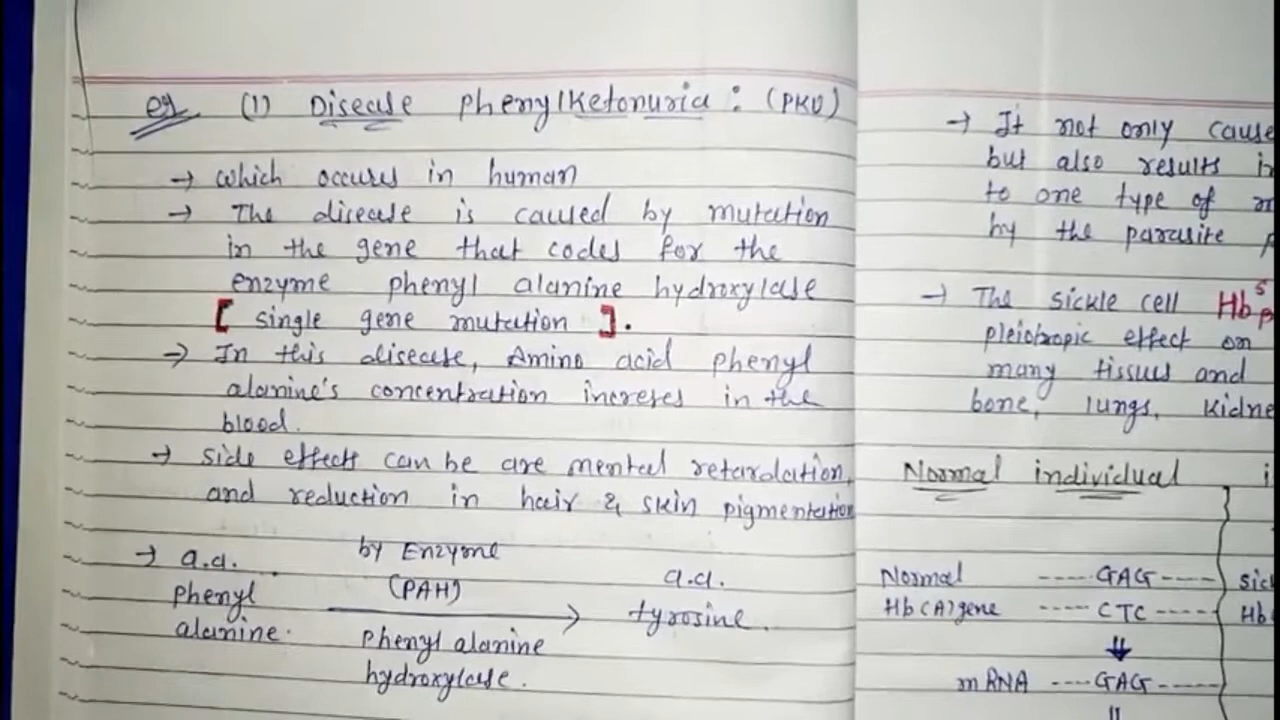 eg (1) Disease Phenylketonuria : (PKU)
→ which occures in human
→ The disease is caused by mutation
in the gene that codes for the
enzyme phenyl alanine hydroxylase
[ single gene mutation ].
→ In this disease, Amino acid phenyl
alanine's concentration increses in the
blood.
→ side effects can be are mental retardation,
and reduction in hair & skin pigmentation
→ a.a. by Enzyme a.a.
Phenyl (PAH) tyrosine.
alanine. Phenyl alanine
hydroxylase.
→ It not only cause
but also results
to one type of
by the parasite
→ The sickle cell Hb S β
pleiotropic effect on
many tissues and
bone, lungs, Kidne
Normal individual
Normal ----GAG----
Hb(A)gene ----CTC----
mRNA ----GAG----
sick
Hb